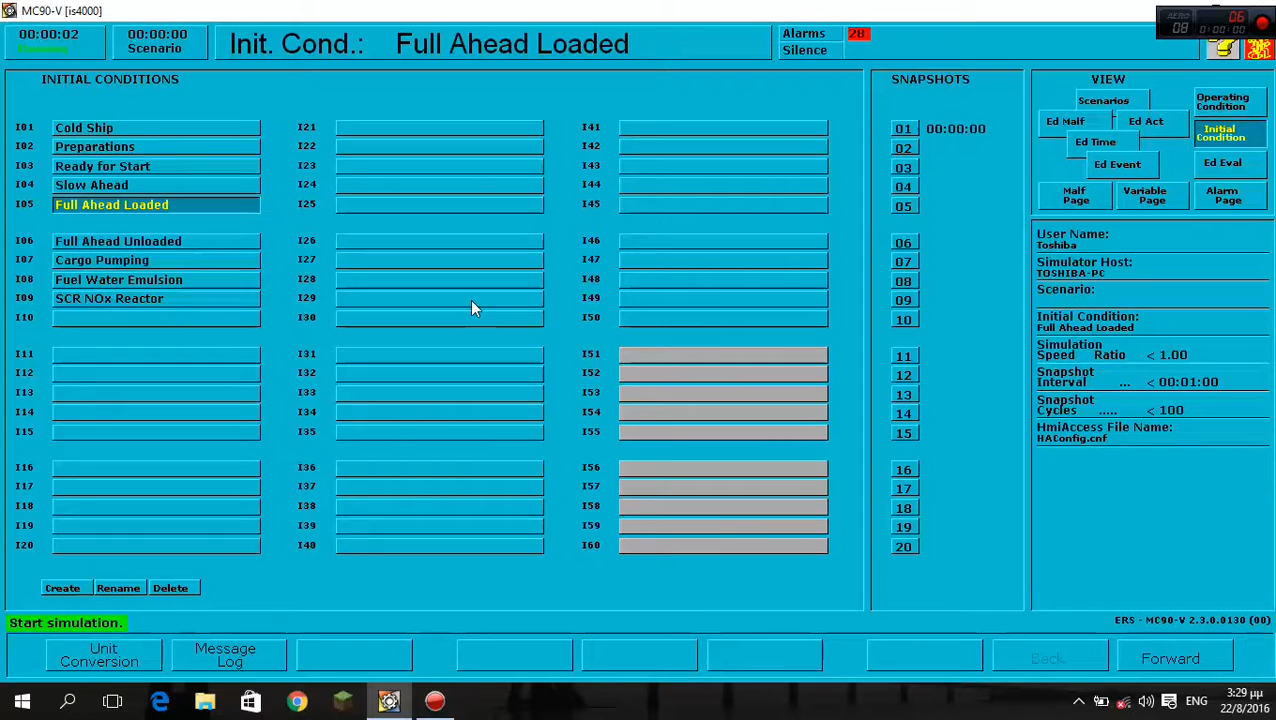 MC90-V [is4000]
00:00:02
Running
00:00:00
Scenario
Init. Cond.: Full Ahead Loaded
Alarms 28
Silence
AERO
08
06
0:00:00
INITIAL CONDITIONS
I01 Cold Ship
I02 Preparations
I03 Ready for Start
I04 Slow Ahead
I05 Full Ahead Loaded
I06 Full Ahead Unloaded
I07 Cargo Pumping
I08 Fuel Water Emulsion
I09 SCR NOx Reactor
I10
I11
I12
I13
I14
I15
I16
I17
I18
I19
I20
I21
I22
I23
I24
I25
I26
I27
I28
I29
I30
I31
I32
I33
I34
I35
I36
I37
I38
I39
I40
I41
I42
I43
I44
I45
I46
I47
I48
I49
I50
I51
I52
I53
I54
I55
I56
I57
I58
I59
I60
Create Rename Delete
SNAPSHOTS
01 00:00:00
02
03
04
05
06
07
08
09
10
11
12
13
14
15
16
17
18
19
20
VIEW
Scenarios
Ed Malf
Ed Act
Ed Time
Ed Event
Operating
Condition
Initial
Condition
Ed Eval
Malf
Page
Variable
Page
Alarm
Page
User Name:
Toshiba
Simulator Host:
TOSHIBA-PC
Scenario:
Initial Condition:
Full Ahead Loaded
Simulation
Speed Ratio < 1.00
Snapshot
Interval ... < 00:01:00
Snapshot
Cycles ..... < 100
HmiAccess File Name:
HAConfig.cnf
Start simulation.
ERS - MC90-V 2.3.0.0130 (00)
Unit
Conversion
Message
Log
Back
Forward
ENG
3:29 μμ
22/8/2016